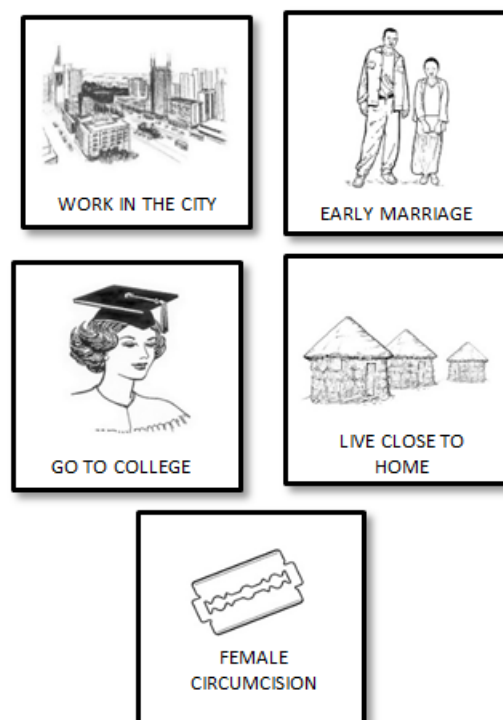 WORK IN THE CITY
EARLY MARRIAGE
GO TO COLLEGE
LIVE CLOSE TO
HOME
FEMALE
CIRCUMCISION